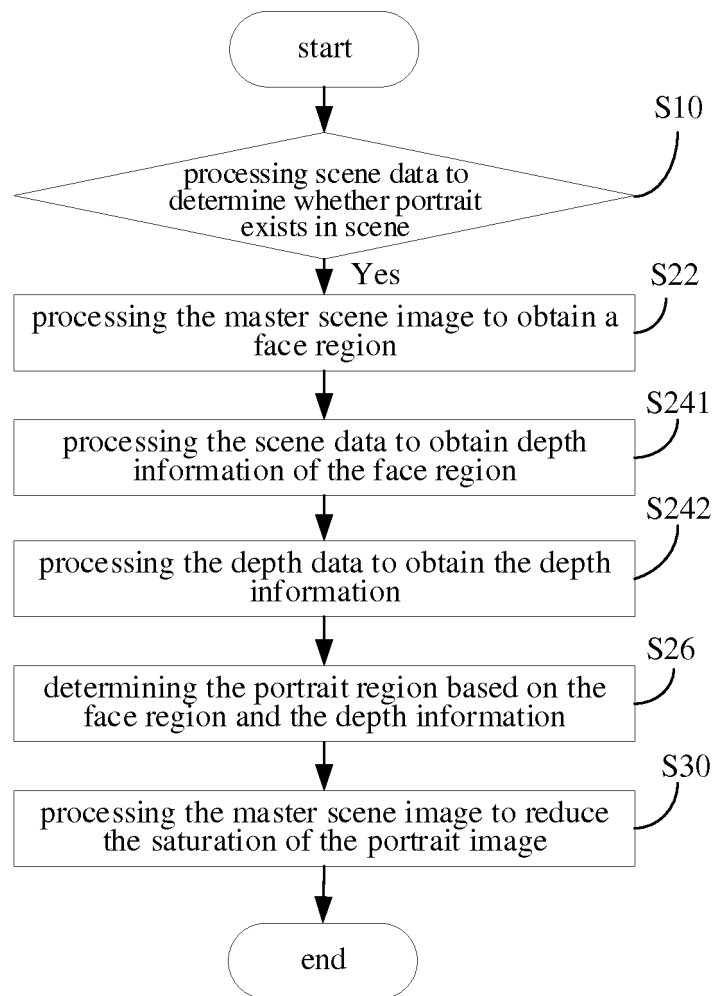 start
S10
processing scene data to
determine whether portrait
exists in scene
Yes
S22
processing the master scene image to obtain a
face region
S241
processing the scene data to obtain depth
information of the face region
S242
processing the depth data to obtain the depth
information
S26
determining the portrait region based on the
face region and the depth information
S30
processing the master scene image to reduce
the saturation of the portrait image
end